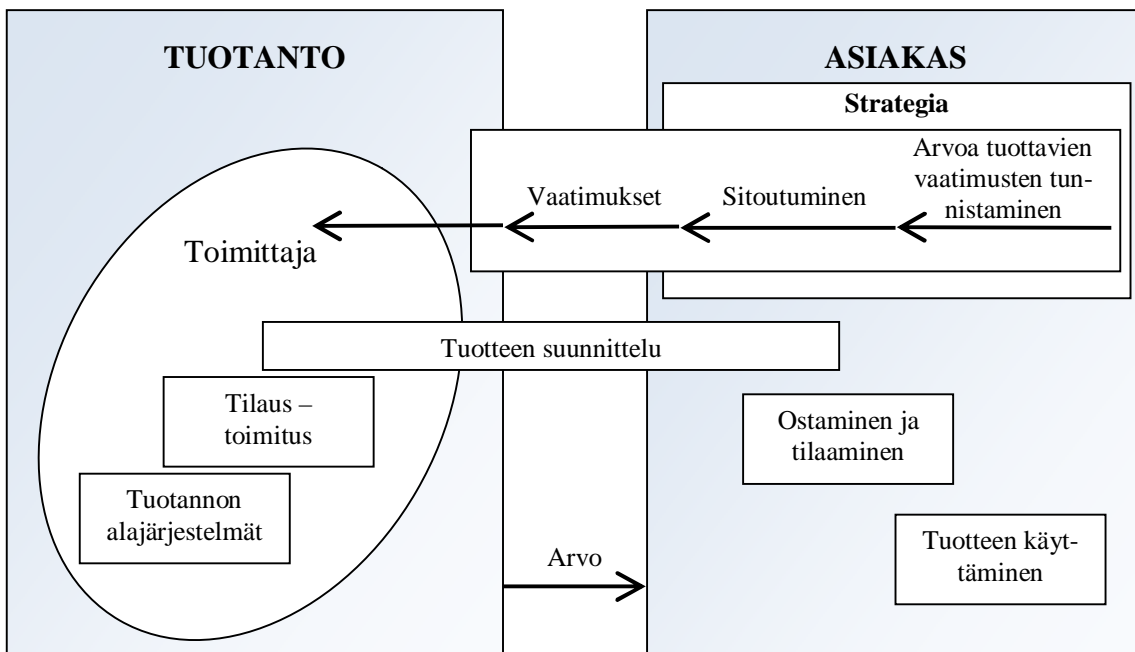 TUOTANTO
ASIAKAS
Strategia
Arvoa tuottavien
vaatimusten tun-
nistaminen
Sitoutuminen
Vaatimukset
Toimittaja
Tuotteen suunnittelu
Tilaus –
toimitus
Tuotannon
alajärjestelmät
Ostaminen ja
tilaaminen
Arvo
Tuotteen käyt-
täminen